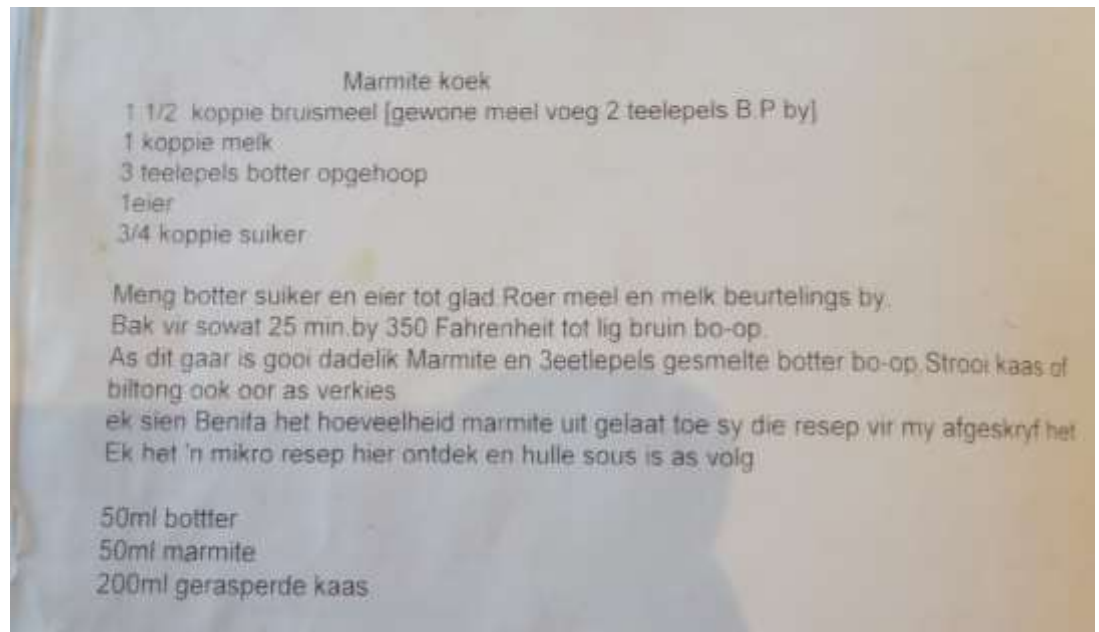 Marmite koek
1 1/2 koppie bruismeel [gewone meel voeg 2 teelepels B.P by]
1 koppie melk
3 teelepels botter opgehoop
1eier
3/4 koppie suiker
Meng botter suiker en eier tot glad Roer meel en melk beurtelings by.
Bak vir sowat 25 min.by 350 Fahrenheit tot lig bruin bo-op.
As dit gaar is gooi dadelik Marmite en 3eetlepels gesmelte botter bo-op.Strooi kaas of
biltong ook oor as verkies
ek sien Benita het hoeveelheid marmite uit gelaat toe sy die resep vir my afgeskryf het
Ek het 'n mikro resep hier ontdek en hulle sous is as volg
50ml bottter
50ml marmite
200ml gerasperde kaas